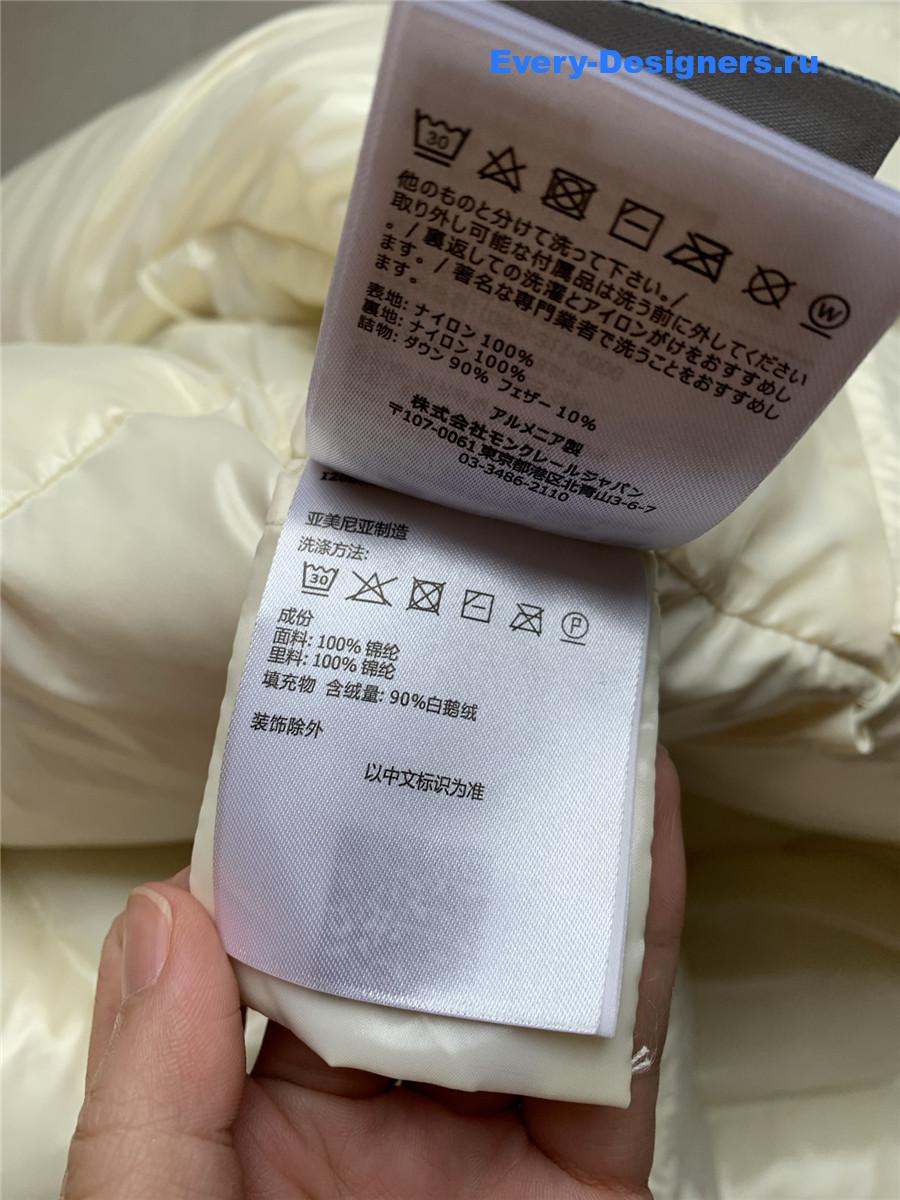 Every-Designers.ru
30
W
他のものと分けて洗って下さい。/
取り外し可能な付属品は洗う前に外してください
。/ 裏返しての洗濯とアイロンがけをおすすめし
ます。/ 著名な専門業者で洗うことをおすすめし
ます。
表地: ナイロン 100%
裏地: ナイロン 100%
詰物: ダウン 90% フェザー 10%
アルメニア製
株式会社モンクレールジャパン
〒107-0061 東京都港区北青山3-6-7
03-3486-2110
亚美尼亚制造
洗涤方法:
30
P
成份
面料: 100% 锦纶
里料: 100% 锦纶
填充物 含绒量: 90%白鹅绒
装饰除外
以中文标识为准